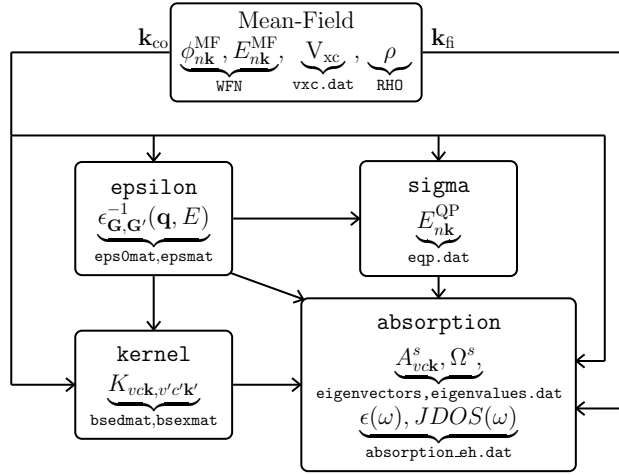 Mean-Field
k_co
k_fi
ϕ^MF_nk, E^MF_nk, V_xc, ρ
WFN vxc.dat RHO
epsilon
ϵ^−1_G,G′(q, E)
eps0mat,epsmat
sigma
E^QP_nk
eqp.dat
kernel
K_vck,v′c′k′
bsedmat,bsexmat
absorption
A^s_vck, Ω^s,
eigenvectors,eigenvalues.dat
ϵ(ω), JDOS(ω)
absorption_eh.dat